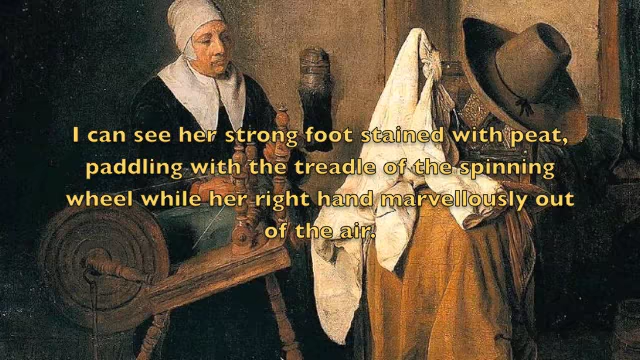 I can see her strong foot stained with peat,
paddling with the treadle of the spinning
wheel while her right hand marvellously out
of the air.